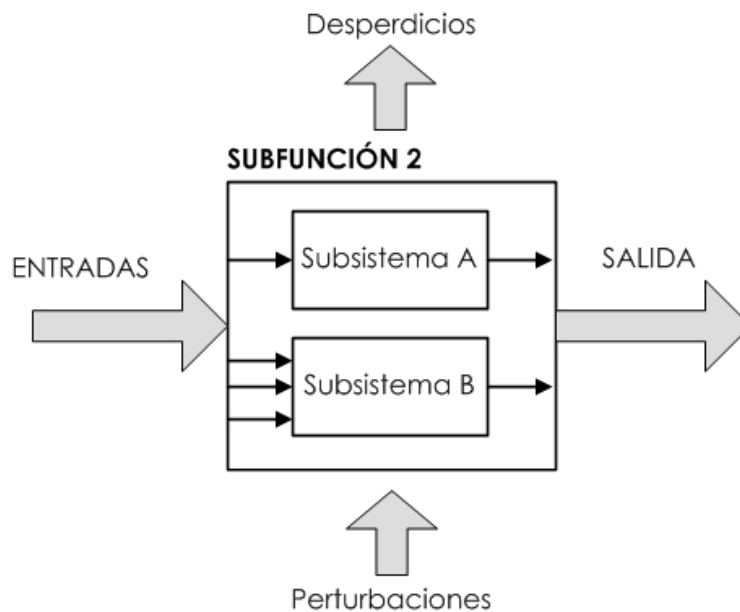 Desperdicios
SUBFUNCIÓN 2
Subsistema A
ENTRADAS
SALIDA
Subsistema B
Perturbaciones